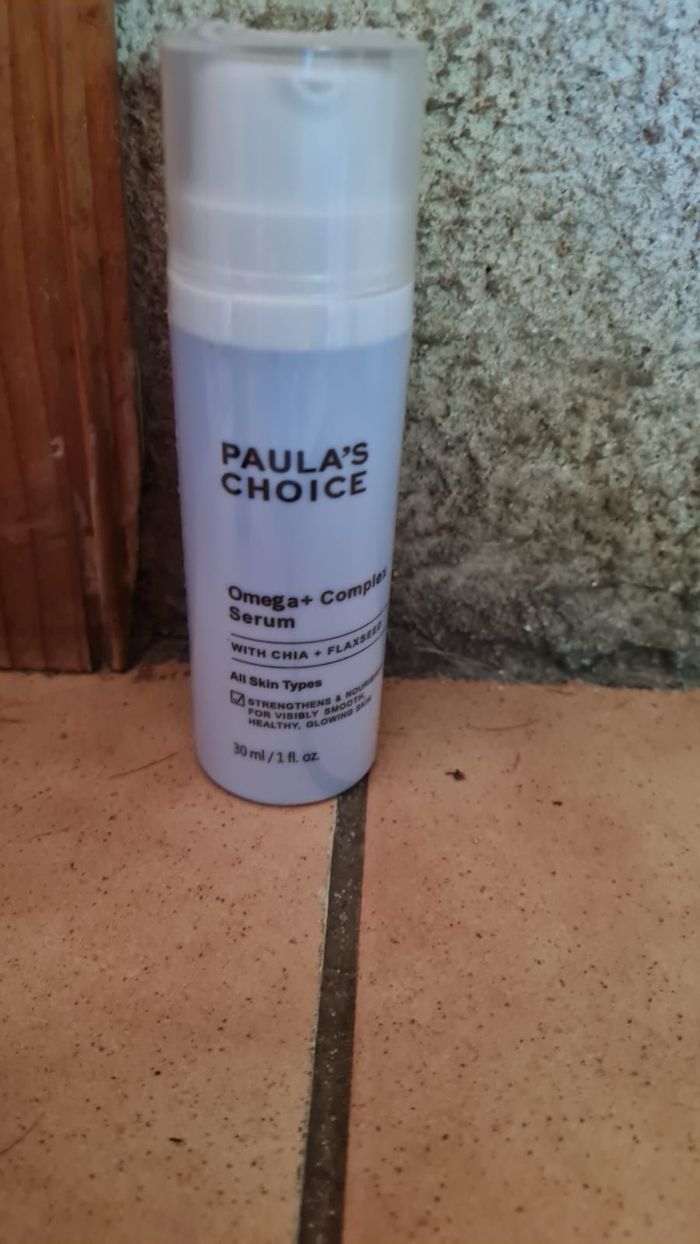 PAULA'S
CHOICE
Omega+ Complex
Serum
WITH CHIA + FLAXSEED
All Skin Types
STRENGTHENS &
FOR VISIBLY SMOOTH,
HEALTHY, GLOWING SKIN
30 ml / 1 fl. oz.